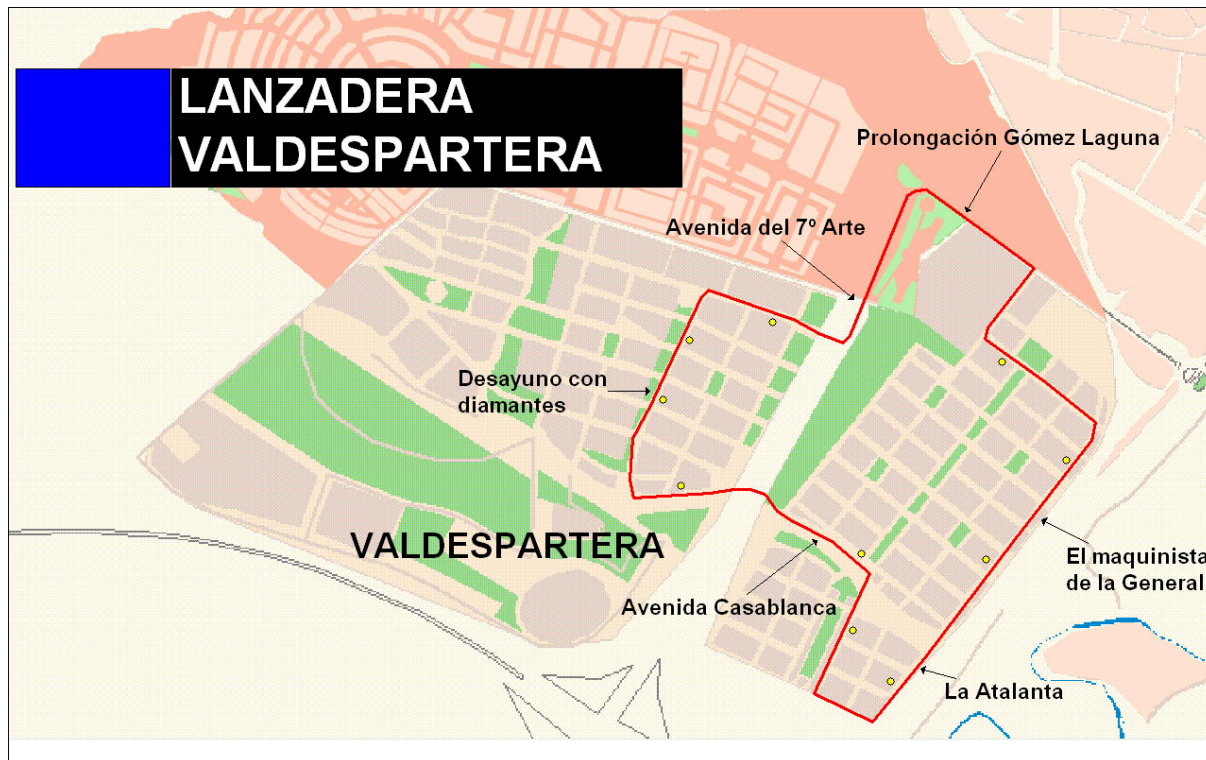 LANZADERA
VALDESPARTERA
Prolongación Gómez Laguna
Avenida del 7º Arte
Desayuno con
diamantes
VALDESPARTERA
Avenida Casablanca
El maquinista
de la General
La Atalanta